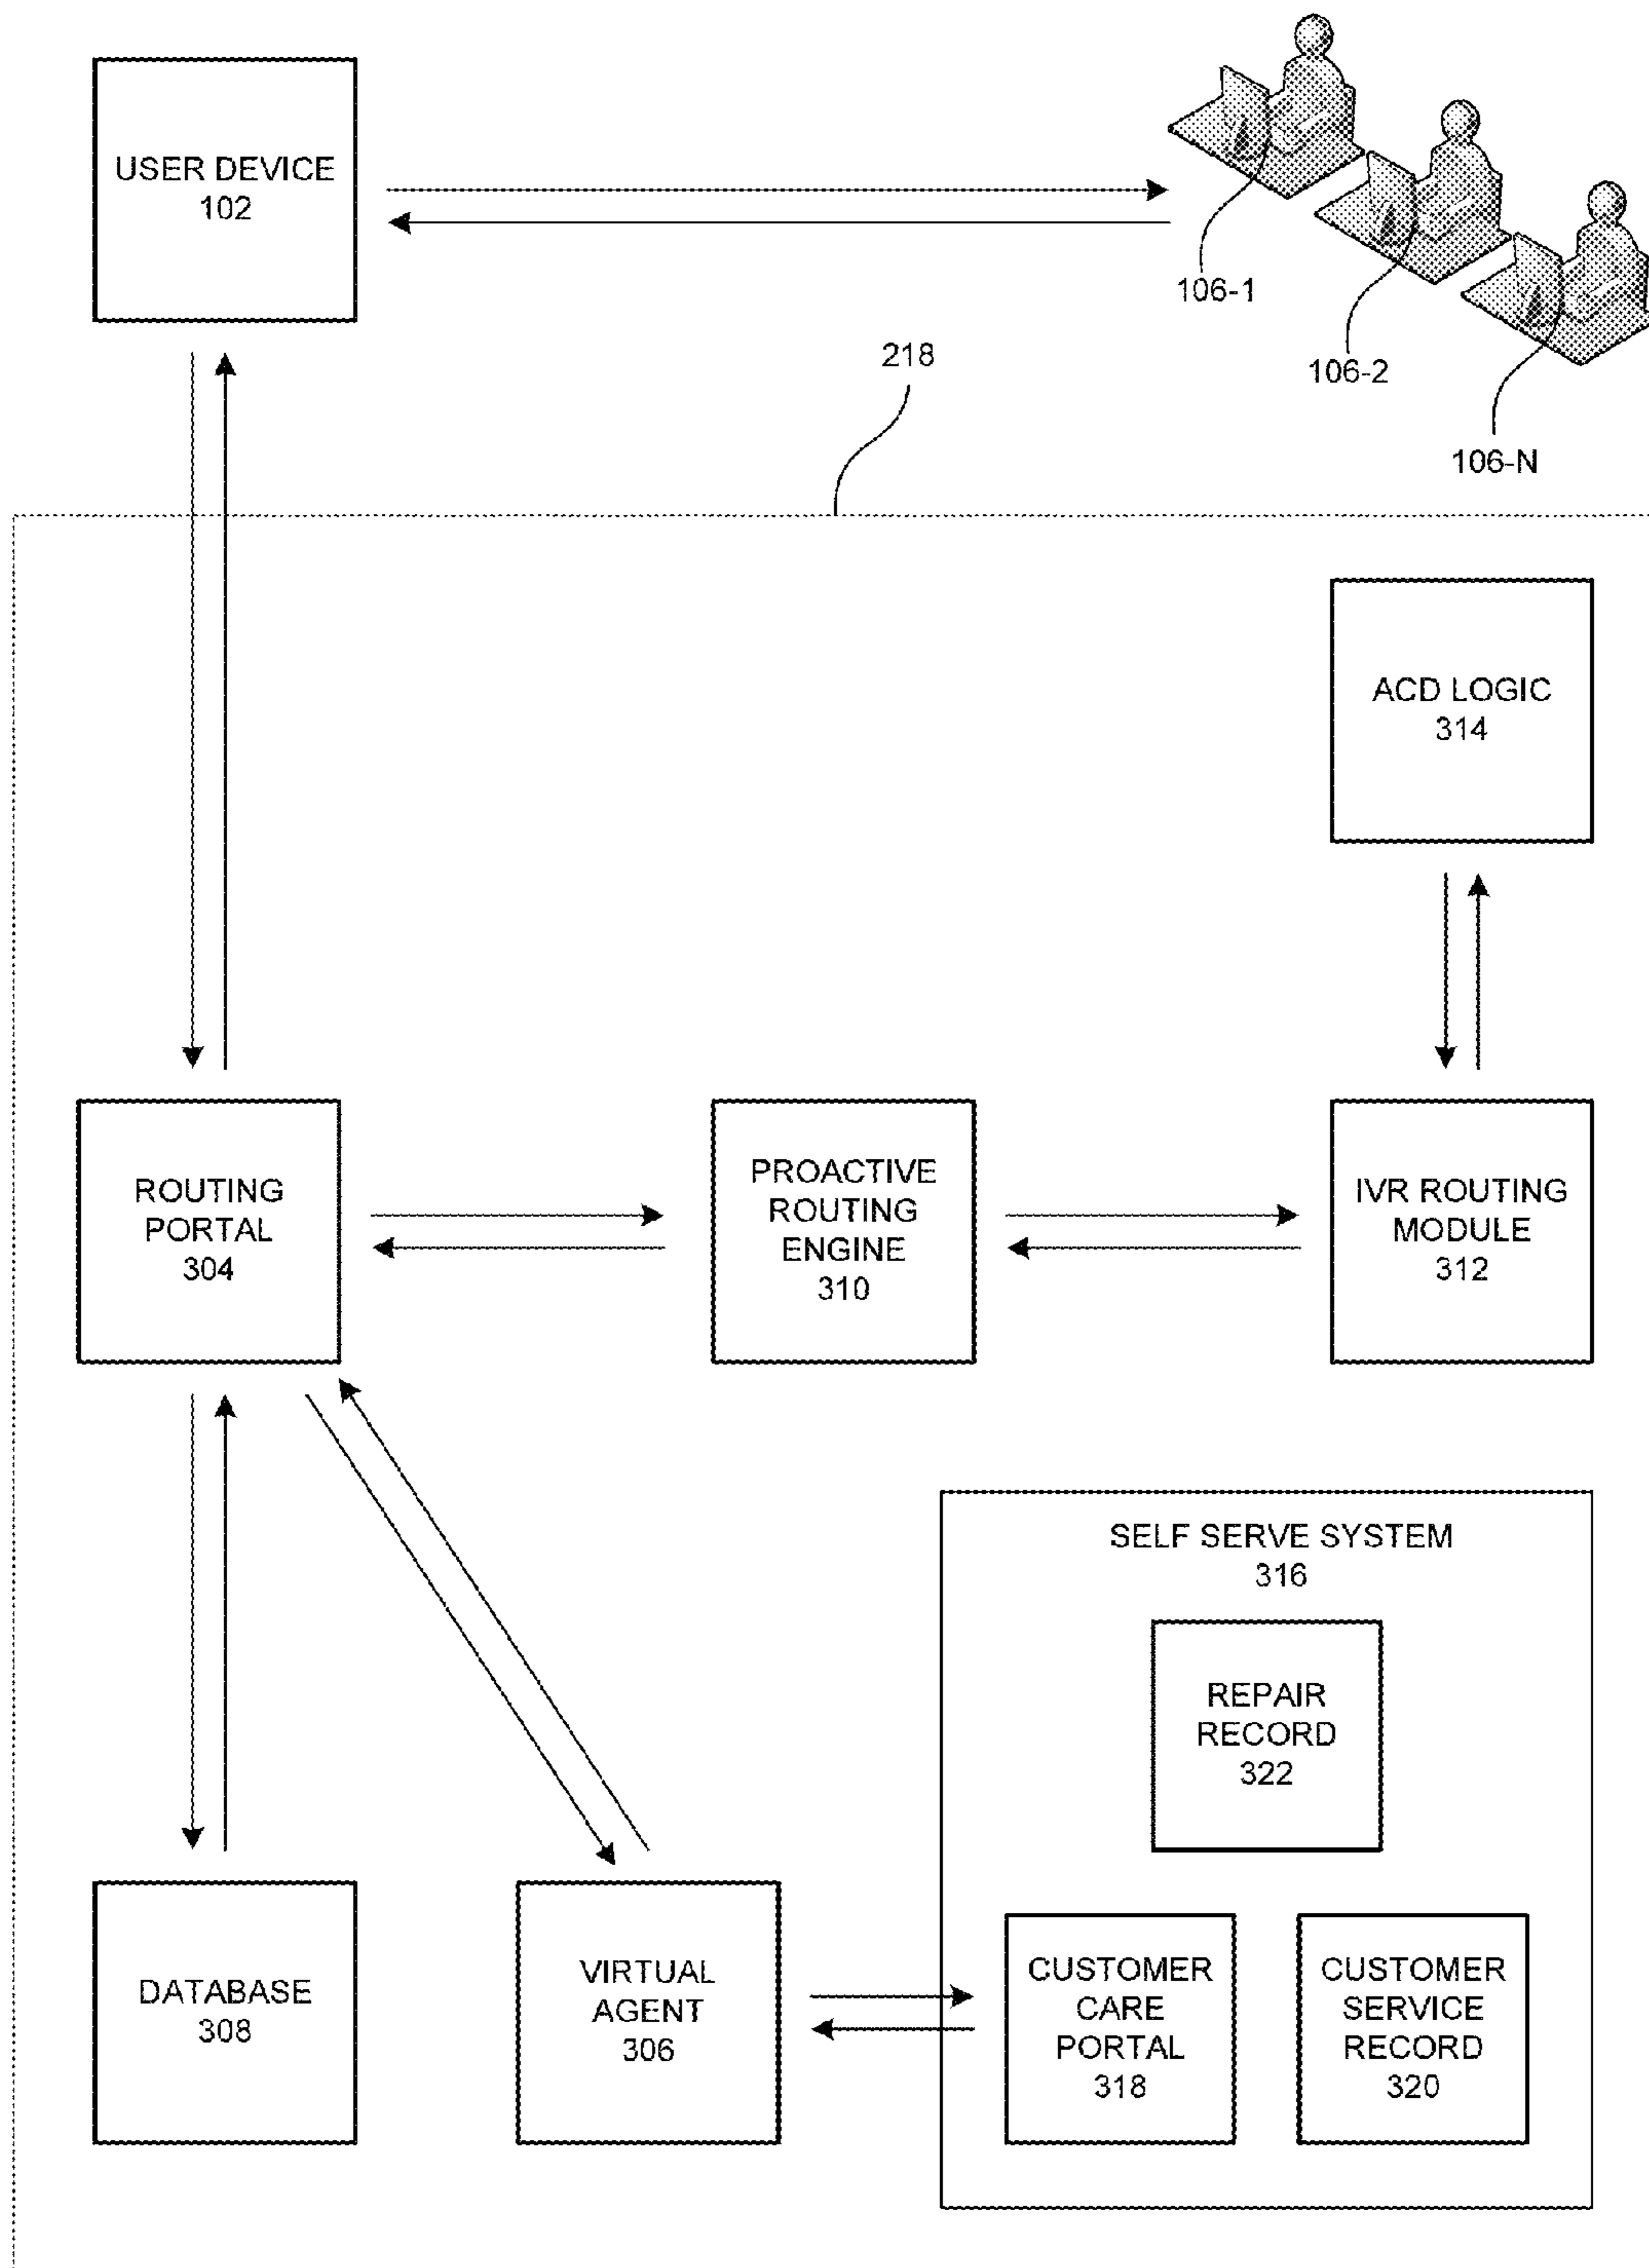 USER DEVICE
102
106-1
106-2
106-N
218
ACD LOGIC
314
ROUTING
PORTAL
304
PROACTIVE
ROUTING
ENGINE
310
IVR ROUTING
MODULE
312
SELF SERVE SYSTEM
316
REPAIR
RECORD
322
DATABASE
308
VIRTUAL
AGENT
306
CUSTOMER
CARE
PORTAL
318
CUSTOMER
SERVICE
RECORD
320